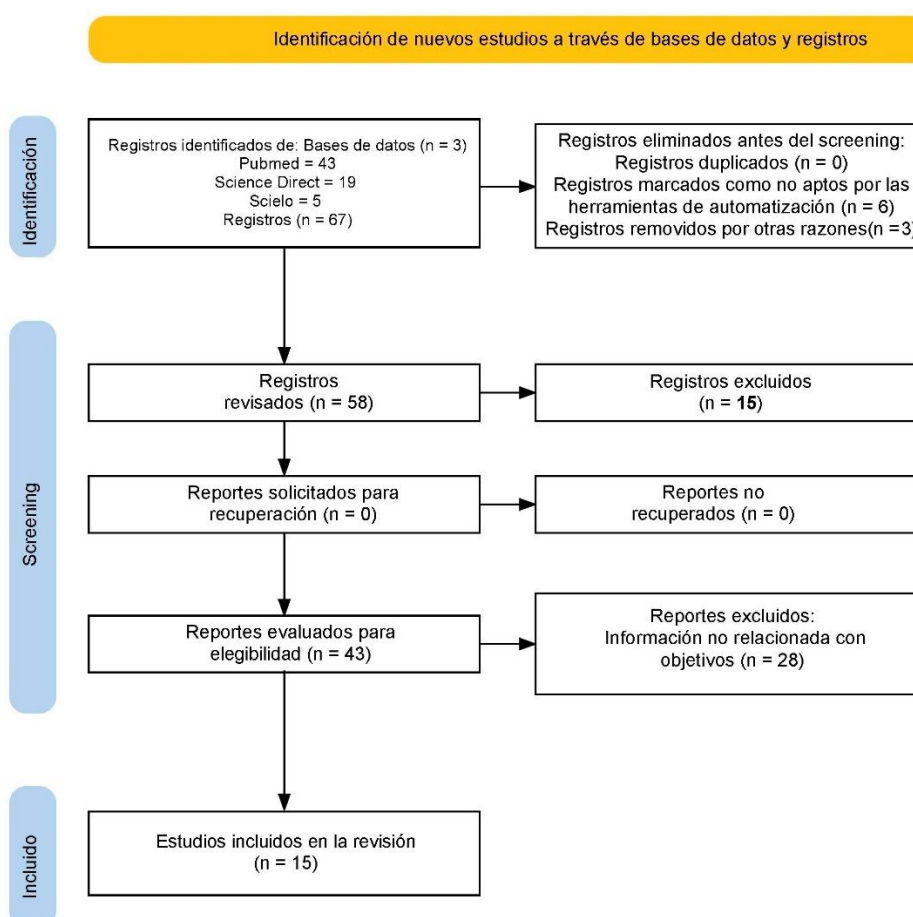 Identificación de nuevos estudios a través de bases de datos y registros
Identificación
Registros identificados de: Bases de datos (n = 3)
Pubmed = 43
Science Direct = 19
Scielo = 5
Registros (n = 67)
Registros eliminados antes del screening:
Registros duplicados (n = 0)
Registros marcados como no aptos por las
herramientas de automatización (n = 6)
Registros removidos por otras razones(n =3)
Screening
Registros
revisados (n = 58)
Registros excluidos
(n = 15)
Reportes solicitados para
recuperación (n = 0)
Reportes no
recuperados (n = 0)
Reportes evaluados para
elegibilidad (n = 43)
Reportes excluidos:
Información no relacionada con
objetivos (n = 28)
Incluido
Estudios incluidos en la revisión
(n = 15)